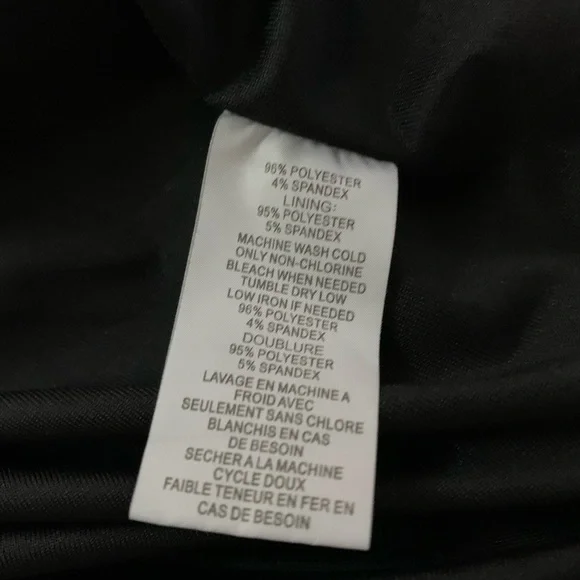 96% POLYESTER
4% SPANDEX
LINING:
95% POLYESTER
5% SPANDEX
MACHINE WASH COLD
ONLY NON-CHLORINE
BLEACH WHEN NEEDED
TUMBLE DRY LOW
LOW IRON IF NEEDED
96% POLYESTER
4% SPANDEX
DOUBLURE
95% POLYESTER
5% SPANDEX
LAVAGE EN MACHINE A
FROID AVEC
SEULEMENT SANS CHLORE
BLANCHIS EN CAS
DE BESOIN
SECHER A LA MACHINE
CYCLE DOUX
FAIBLE TENEUR EN FER EN
CAS DE BESOIN